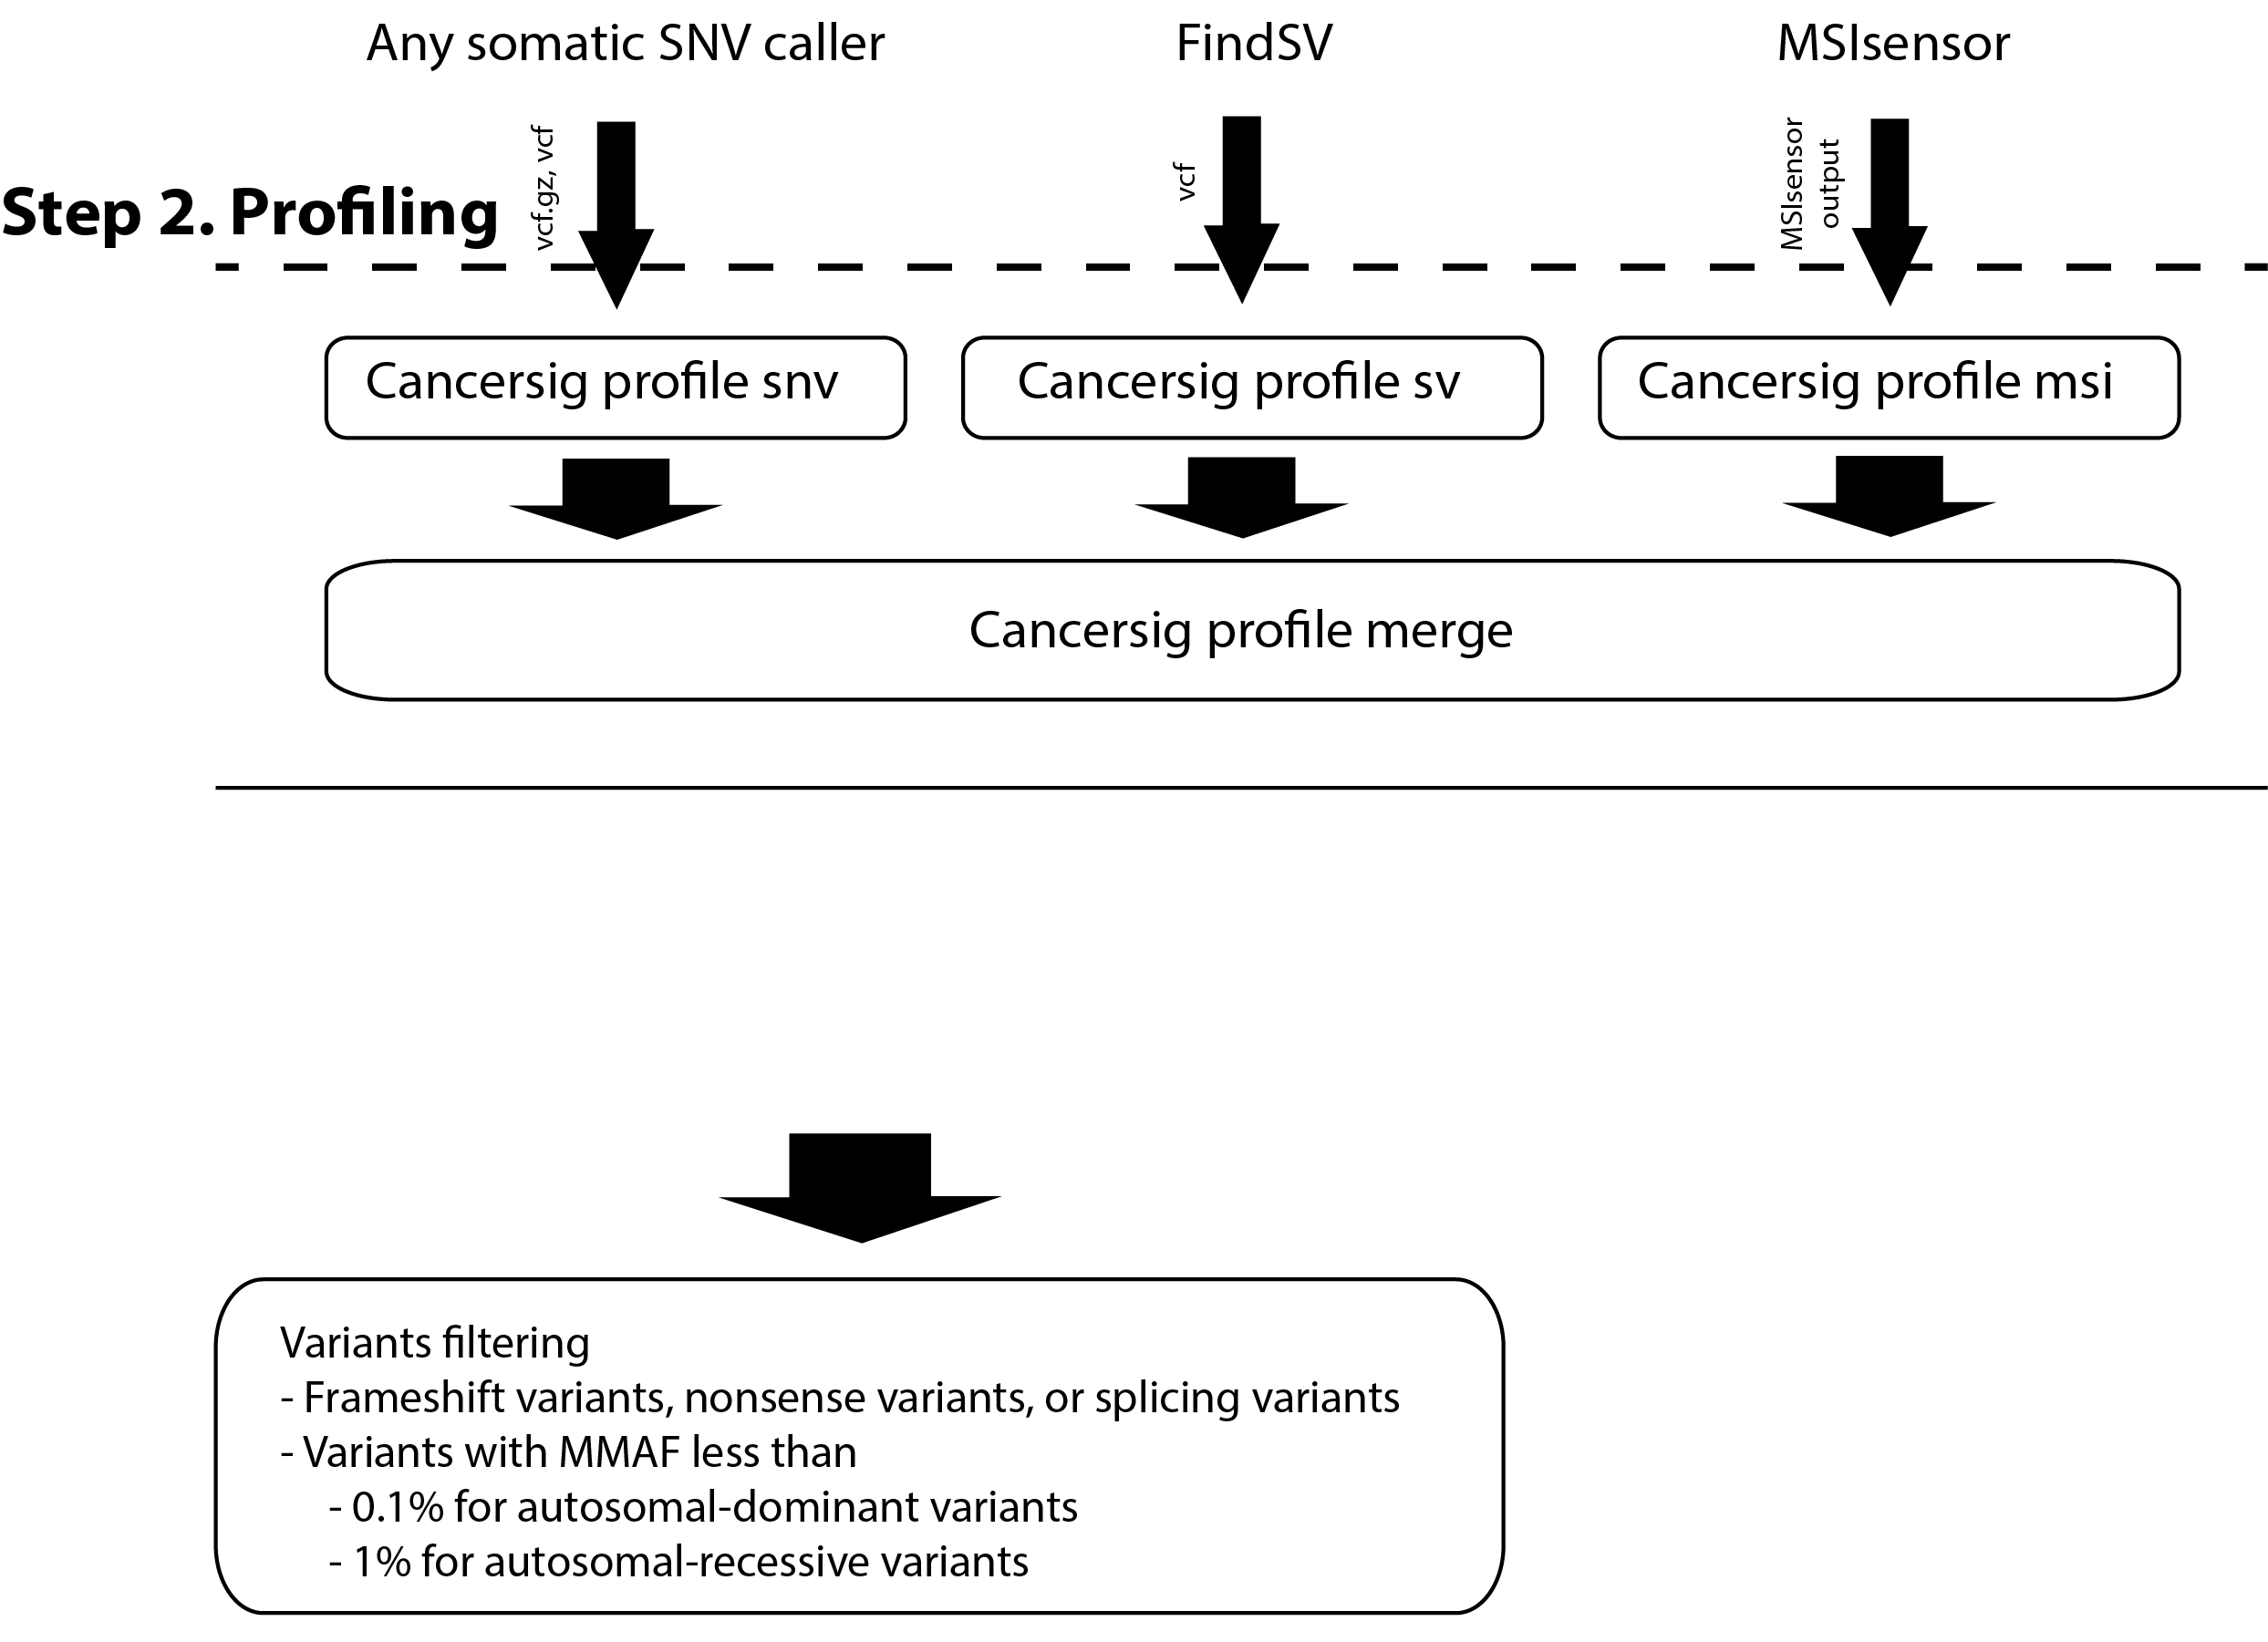 Any somatic SNV caller
FindSV
MSIsensor
vcf.gz, vcf
vcf
MSIsensor
output
Step 2. Profiling
Cancersig profile snv
Cancersig profile sv
Cancersig profile msi
Cancersig profile merge
Variants filtering
- Frameshift variants, nonsense variants, or splicing variants
- Variants with MMAF less than
- 0.1% for autosomal-dominant variants
- 1% for autosomal-recessive variants